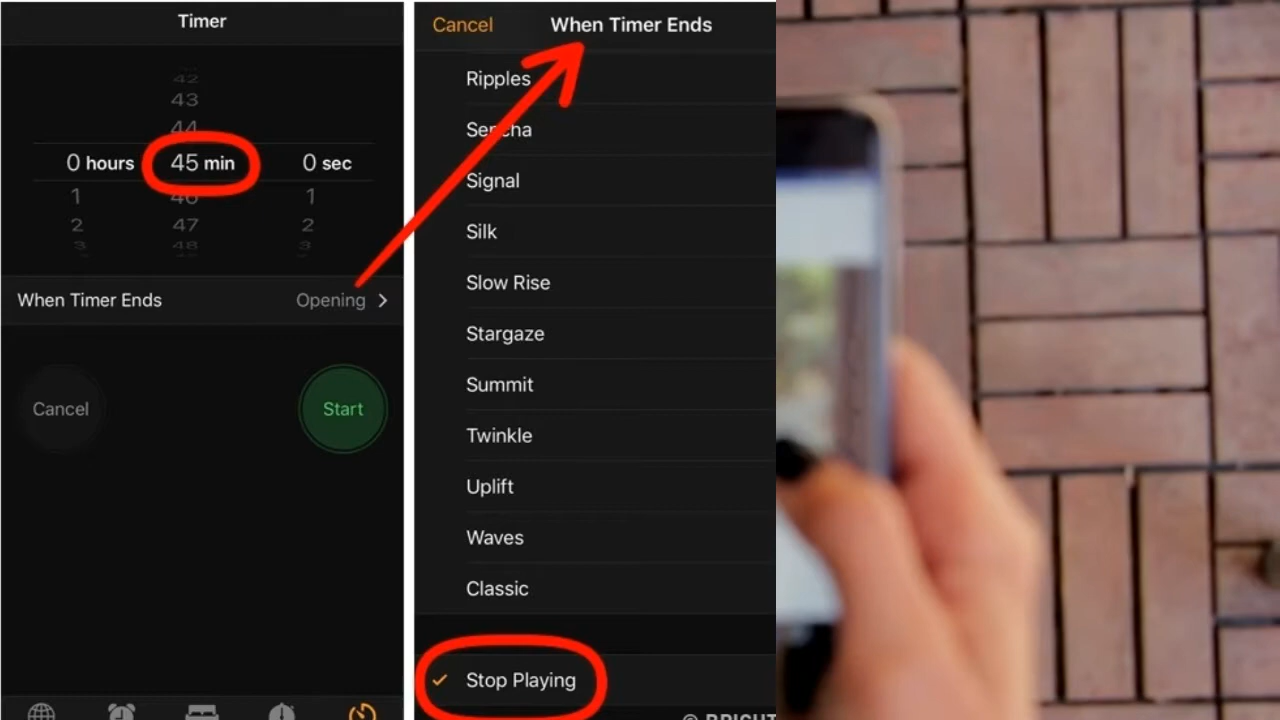 Timer
42
43
44
0 hours 45 min 0 sec
1 46 1
2 47 2
3 48 3
When Timer Ends Opening
Cancel Start
Cancel When Timer Ends
Ripples
Sencha
Signal
Silk
Slow Rise
Stargaze
Summit
Twinkle
Uplift
Waves
Classic
Stop Playing